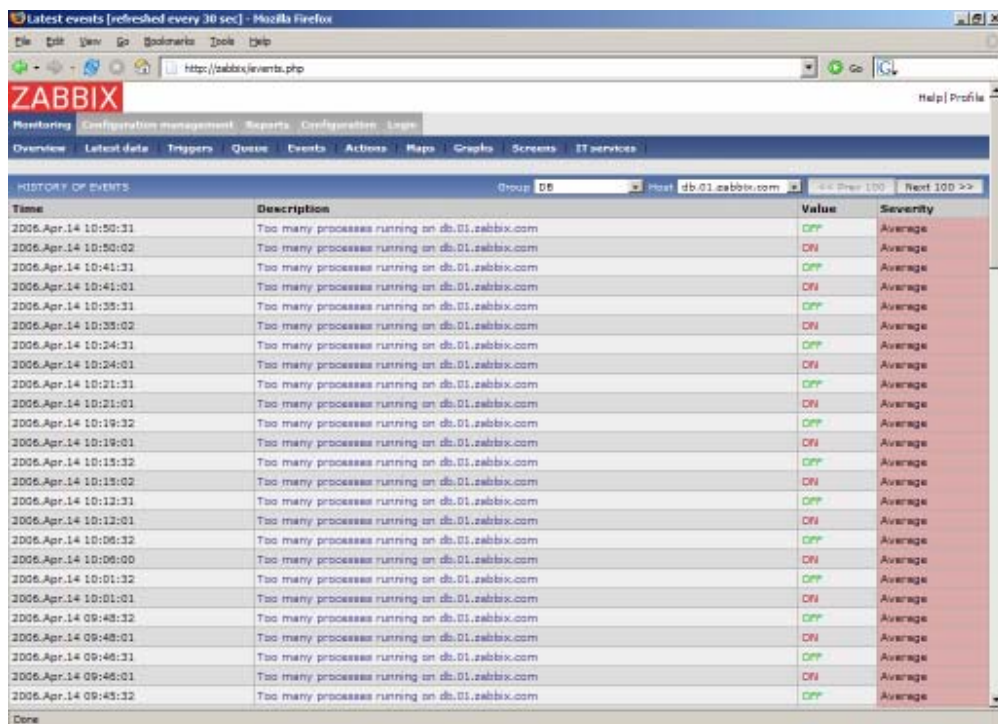 Latest events [refreshed every 30 sec] - Mozilla Firefox
File Edit View Go Bookmarks Tools Help
http://zabbix/events.php Go
ZABBIX
Help | Profile
Monitoring Configuration management Reports Configuration Login
Overview Latest data Triggers Queue Events Actions Maps Graphs Screens IT services
HISTORY OF EVENTS Group DB Host db.01.zabbix.com << Prev 100 Next 100 >>
Time Description Value Severity
2006.Apr.14 10:50:31 Too many processes running on db.01.zabbix.com OFF Average
2006.Apr.14 10:50:02 Too many processes running on db.01.zabbix.com ON Average
2006.Apr.14 10:41:31 Too many processes running on db.01.zabbix.com OFF Average
2006.Apr.14 10:41:01 Too many processes running on db.01.zabbix.com ON Average
2006.Apr.14 10:35:31 Too many processes running on db.01.zabbix.com OFF Average
2006.Apr.14 10:35:02 Too many processes running on db.01.zabbix.com ON Average
2006.Apr.14 10:24:31 Too many processes running on db.01.zabbix.com OFF Average
2006.Apr.14 10:24:01 Too many processes running on db.01.zabbix.com ON Average
2006.Apr.14 10:21:31 Too many processes running on db.01.zabbix.com OFF Average
2006.Apr.14 10:21:01 Too many processes running on db.01.zabbix.com ON Average
2006.Apr.14 10:19:32 Too many processes running on db.01.zabbix.com OFF Average
2006.Apr.14 10:19:01 Too many processes running on db.01.zabbix.com ON Average
2006.Apr.14 10:15:32 Too many processes running on db.01.zabbix.com OFF Average
2006.Apr.14 10:15:02 Too many processes running on db.01.zabbix.com ON Average
2006.Apr.14 10:12:31 Too many processes running on db.01.zabbix.com OFF Average
2006.Apr.14 10:12:01 Too many processes running on db.01.zabbix.com ON Average
2006.Apr.14 10:06:32 Too many processes running on db.01.zabbix.com OFF Average
2006.Apr.14 10:06:00 Too many processes running on db.01.zabbix.com ON Average
2006.Apr.14 10:01:32 Too many processes running on db.01.zabbix.com OFF Average
2006.Apr.14 10:01:01 Too many processes running on db.01.zabbix.com ON Average
2006.Apr.14 09:48:32 Too many processes running on db.01.zabbix.com OFF Average
2006.Apr.14 09:48:01 Too many processes running on db.01.zabbix.com ON Average
2006.Apr.14 09:46:31 Too many processes running on db.01.zabbix.com OFF Average
2006.Apr.14 09:46:01 Too many processes running on db.01.zabbix.com ON Average
2006.Apr.14 09:45:32 Too many processes running on db.01.zabbix.com OFF Average
Done